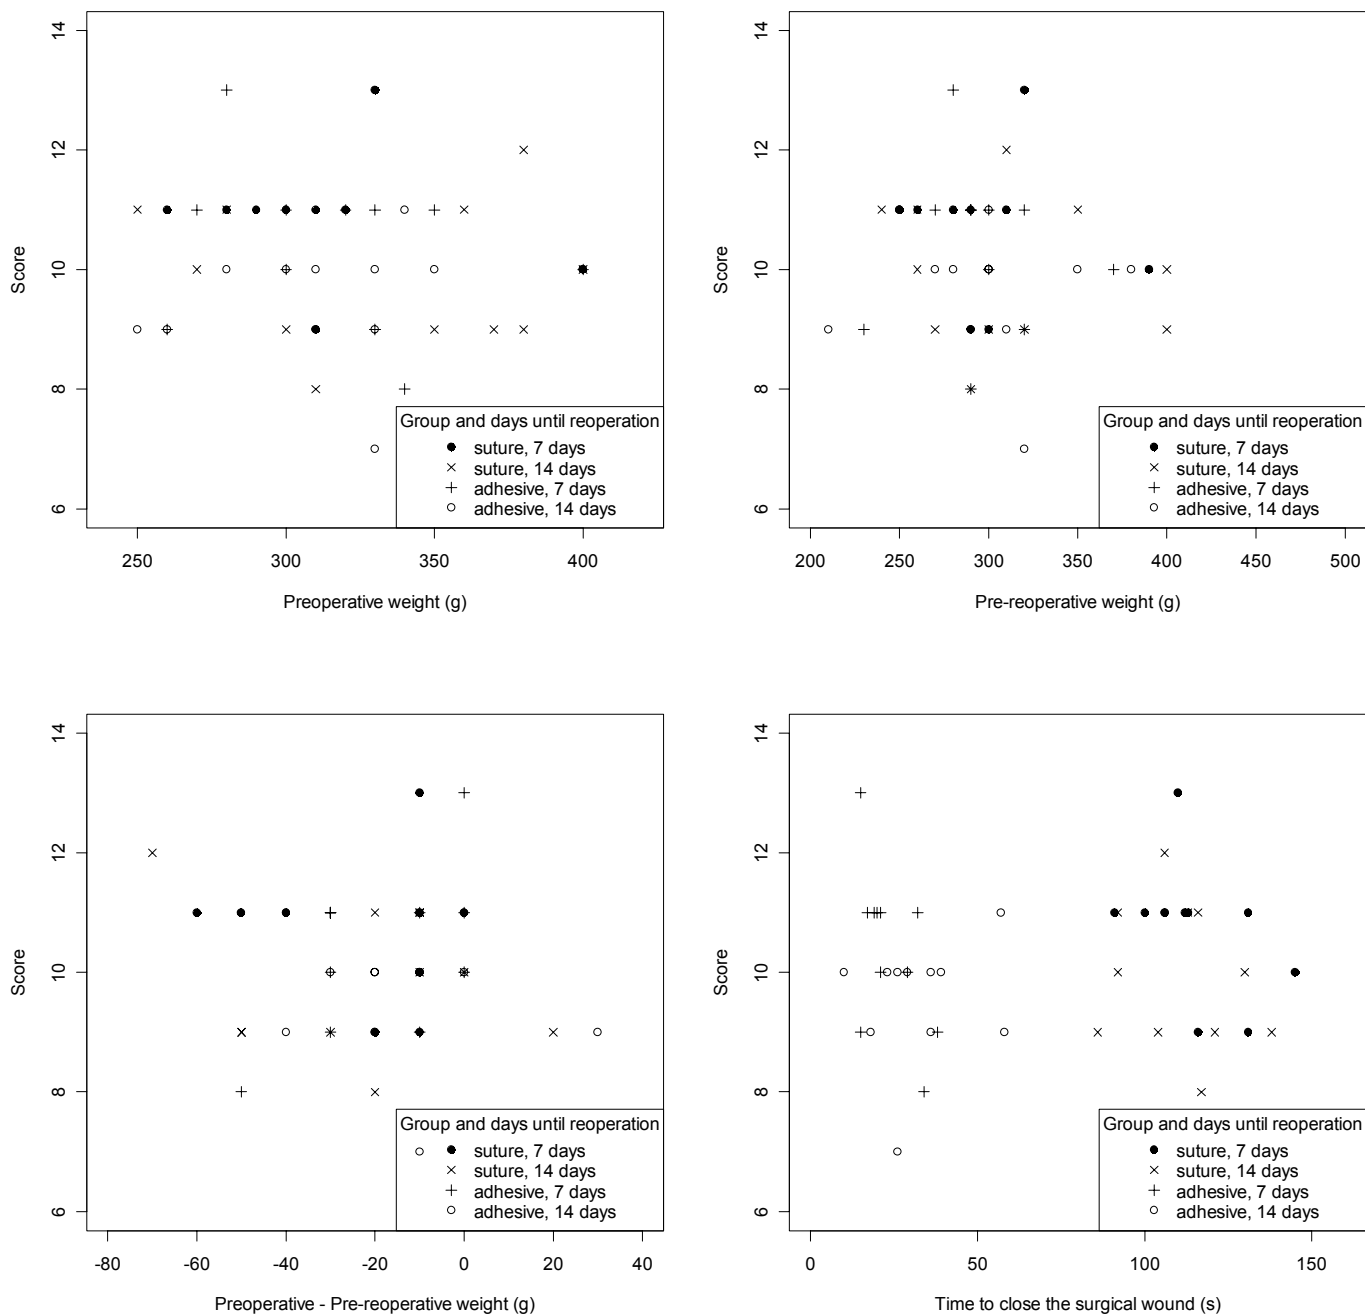 14
12
10
8
6
Score
250
300
350
400
Preoperative weight (g)
Group and days until reoperation
suture, 7 days
suture, 14 days
adhesive, 7 days
adhesive, 14 days
14
12
10
8
6
Score
200
250
300
350
400
450
500
Pre-reoperative weight (g)
Group and days until reoperation
suture, 7 days
suture, 14 days
adhesive, 7 days
adhesive, 14 days
14
12
10
8
6
Score
-80
-60
-40
-20
0
20
40
Preoperative - Pre-reoperative weight (g)
Group and days until reoperation
suture, 7 days
suture, 14 days
adhesive, 7 days
adhesive, 14 days
14
12
10
8
6
Score
0
50
100
150
Time to close the surgical wound (s)
Group and days until reoperation
suture, 7 days
suture, 14 days
adhesive, 7 days
adhesive, 14 days